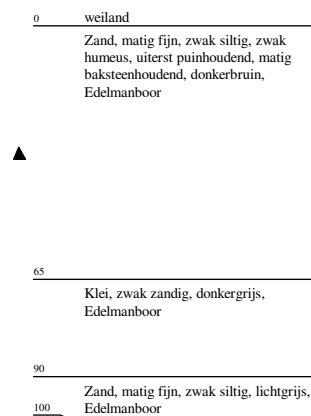 0 weiland
Zand, matig fijn, zwak siltig, zwak
humeus, uiterst puinhoudend, matig
baksteenhoudend, donkerbruin,
Edelmanboor
65
Klei, zwak zandig, donkergrijs,
Edelmanboor
90
Zand, matig fijn, zwak siltig, lichtgrijs,
100 Edelmanboor